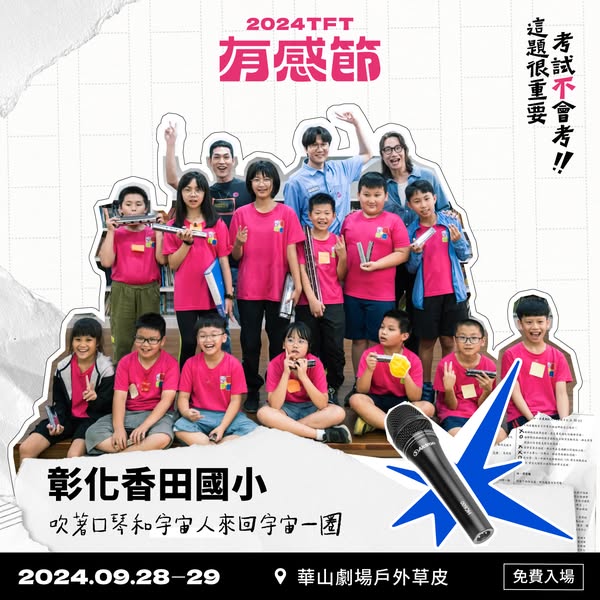 2024TFT
有感節
考試不會考!!
這題很重要
彰化香田國小
吹著口琴和宇宙人來回宇宙一圈
2024.09.28–29
華山劇場戶外草皮
免費入場